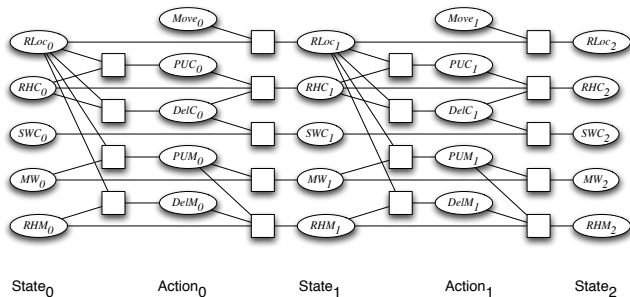 Move₀ Move₁
RLoc₀ RLoc₁ RLoc₂
PUC₀ PUC₁
RHC₀ RHC₁ RHC₂
DelC₀ DelC₁
SWC₀ SWC₁ SWC₂
PUM₀ PUM₁
MW₀ MW₁ MW₂
DelM₀ DelM₁
RHM₀ RHM₁ RHM₂
State₀ Action₀ State₁ Action₁ State₂